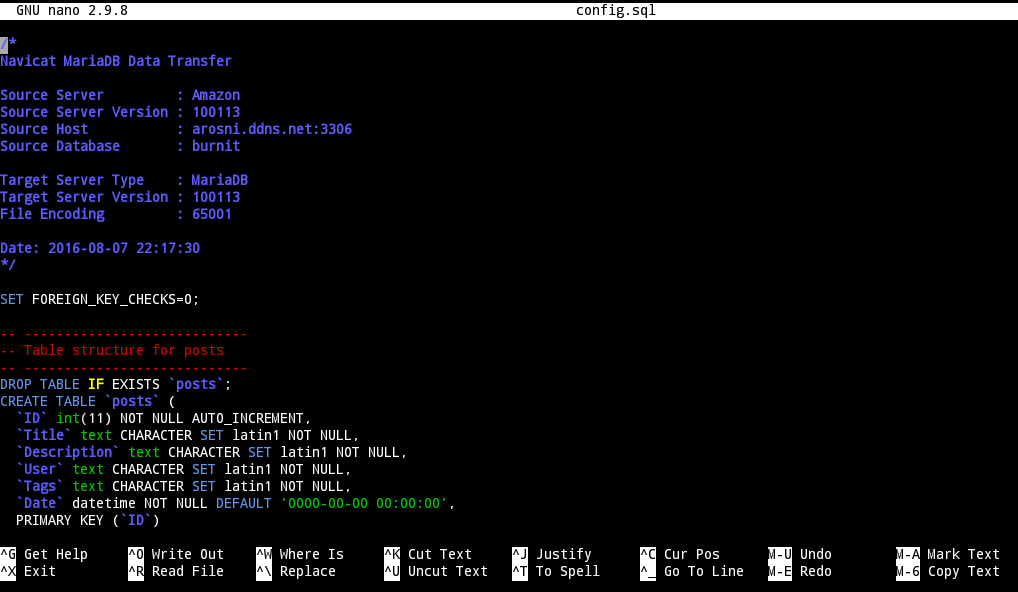 GNU nano 2.9.8 config.sql
/*
Navicat MariaDB Data Transfer
Source Server         : Amazon
Source Server Version : 100113
Source Host           : arosni.ddns.net:3306
Source Database       : burnit
Target Server Type    : MariaDB
Target Server Version : 100113
File Encoding         : 65001
Date: 2016-08-07 22:17:30
*/
SET FOREIGN_KEY_CHECKS=0;
-- ----------------------------
-- Table structure for posts
-- ----------------------------
DROP TABLE IF EXISTS `posts`;
CREATE TABLE `posts` (
  `ID` int(11) NOT NULL AUTO_INCREMENT,
  `Title` text CHARACTER SET latin1 NOT NULL,
  `Description` text CHARACTER SET latin1 NOT NULL,
  `User` text CHARACTER SET latin1 NOT NULL,
  `Tags` text CHARACTER SET latin1 NOT NULL,
  `Date` datetime NOT NULL DEFAULT '0000-00-00 00:00:00',
  PRIMARY KEY (`ID`)
^G Get Help ^O Write Out ^W Where Is ^K Cut Text ^J Justify ^C Cur Pos M-U Undo M-A Mark Text
^X Exit ^R Read File ^\ Replace ^U Uncut Text ^T To Spell ^_ Go To Line M-E Redo M-6 Copy Text